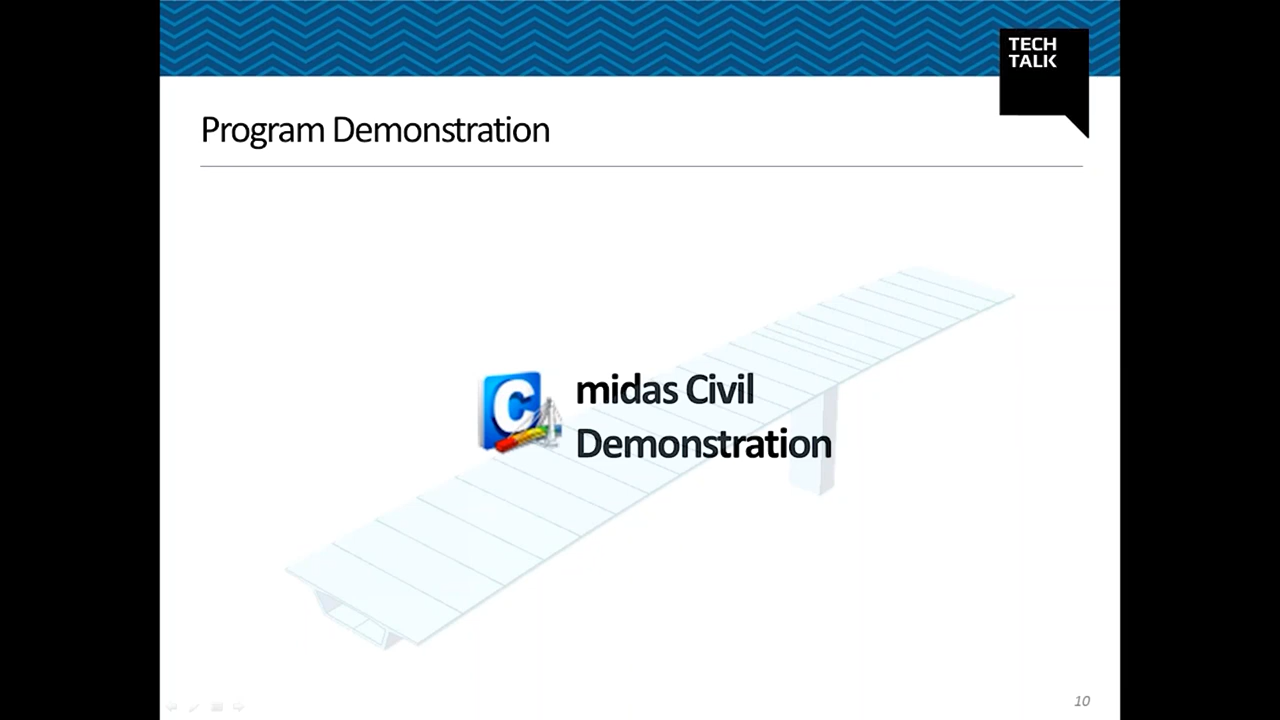 TECH
TALK
Program Demonstration
C
midas Civil
Demonstration
10